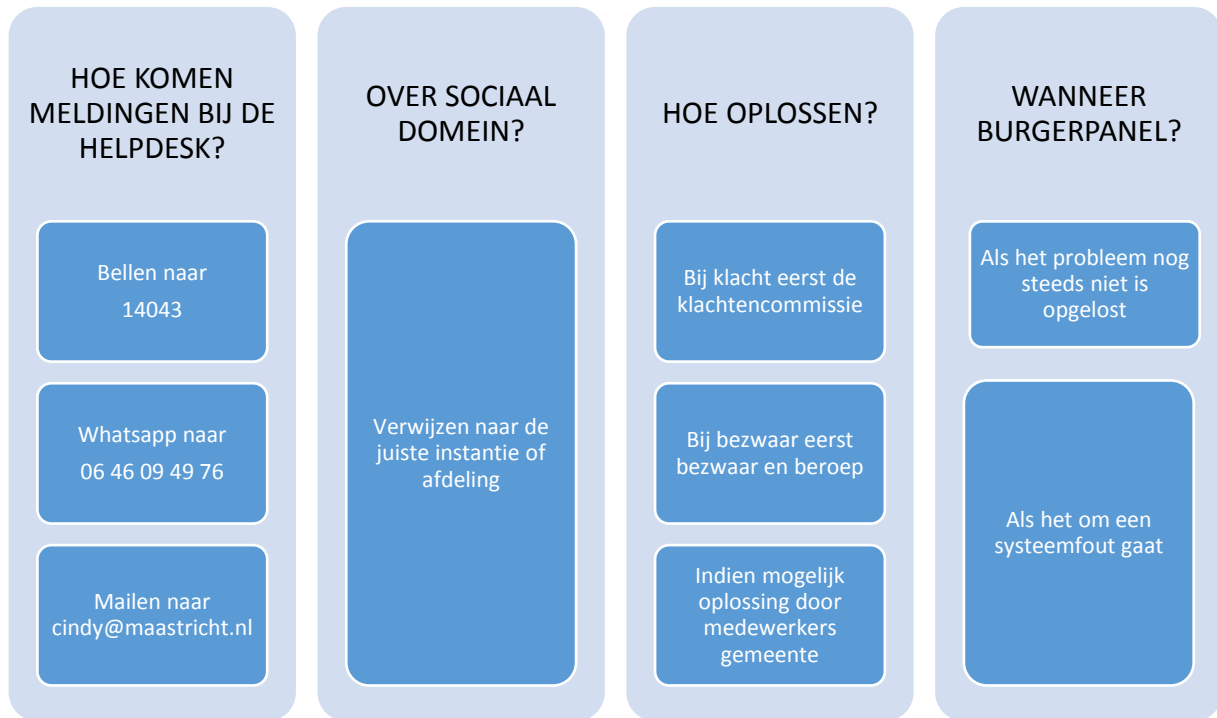 HOE KOMEN
MELDINGEN BIJ DE
HELPDESK?
Bellen naar
14043
Whatsapp naar
06 46 09 49 76
Mailen naar
cindy@maastricht.nl
OVER SOCIAAL
DOMEIN?
Verwijzen naar de
juiste instantie of
afdeling
HOE OPLOSSEN?
Bij klacht eerst de
klachtencommissie
Bij bezwaar eerst
bezwaar en beroep
Indien mogelijk
oplossing door
medewerkers
gemeente
WANNEER
BURGERPANEL?
Als het probleem nog
steeds niet is
opgelost
Als het om een
systeemfout gaat